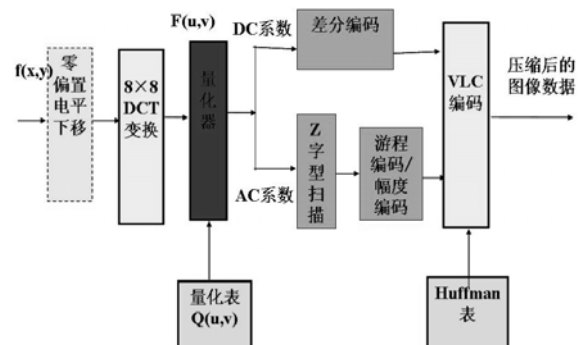 f(x,y)
零
偏置
电平
下移
8×8
DCT
变换
F(u,v)
量
化
器
DC系数
差分编码
AC系数
Z
字
型
扫
描
游程
编码/
幅度
编码
VLC
编码
压缩后的
图像数据
量化表
Q(u,v)
Huffman
表